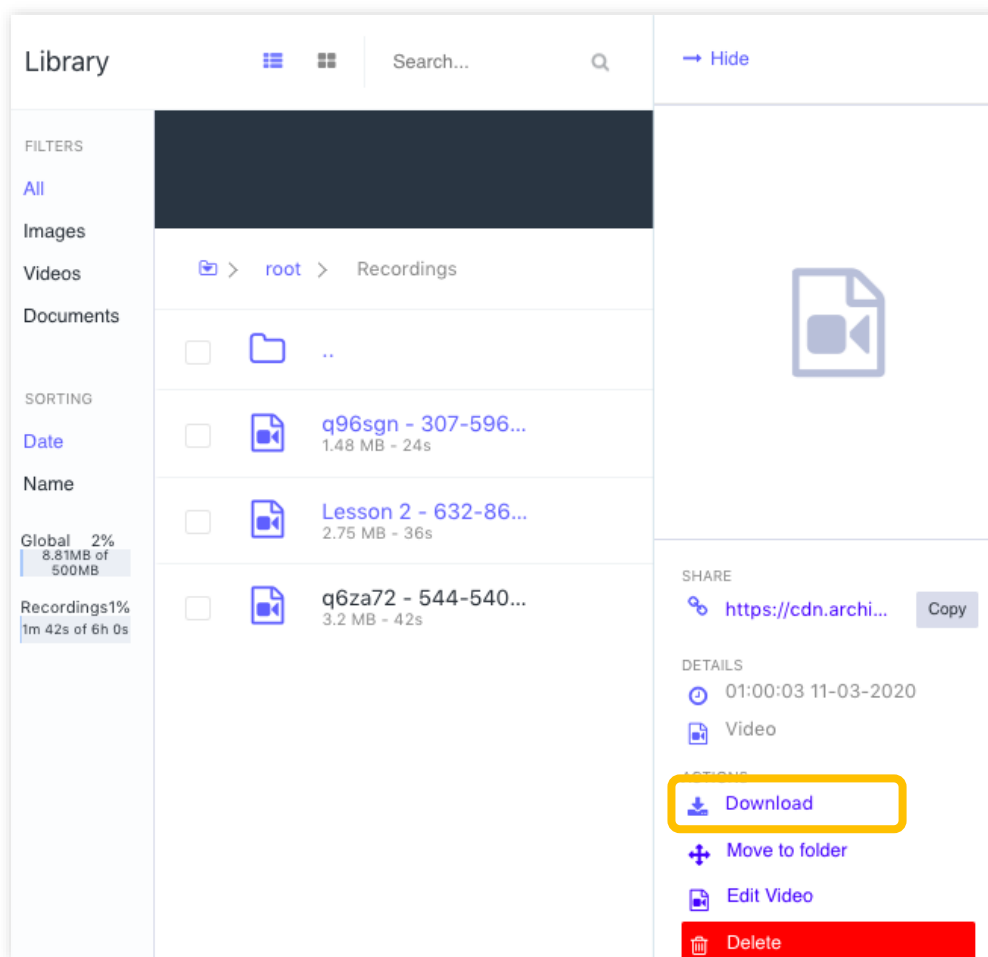 Library
Search...
Hide
FILTERS
All
Images
Videos
Documents
SORTING
Date
Name
Global 2%
8.81MB of
500MB
Recordings1%
1m 42s of 6h 0s
root
Recordings
..
q96sgn - 307-596...
1.48 MB - 24s
Lesson 2 - 632-86...
2.75 MB - 36s
q6za72 - 544-540...
3.2 MB - 42s
SHARE
https://cdn.archi...
Copy
DETAILS
01:00:03 11-03-2020
Video
ACTIONS
Download
Move to folder
Edit Video
Delete